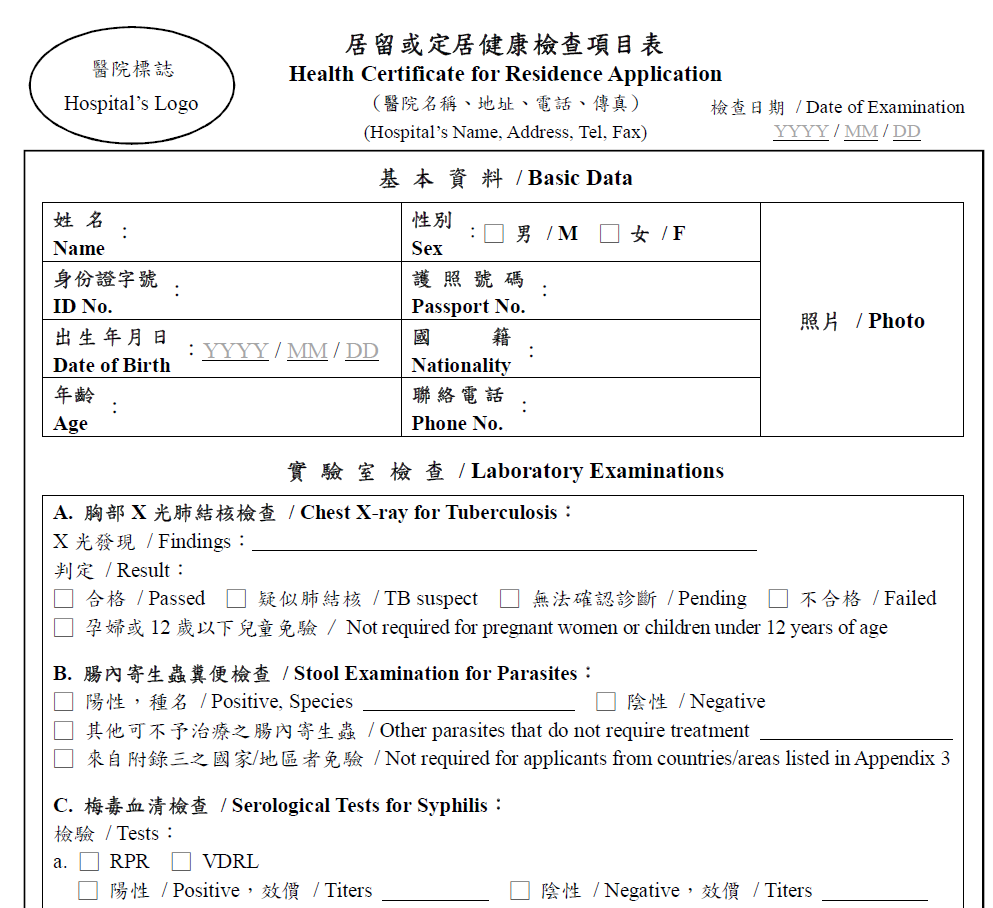 醫院標誌
Hospital's Logo
居留或定居健康檢查項目表
Health Certificate for Residence Application
（醫院名稱、地址、電話、傳真）
(Hospital's Name, Address, Tel, Fax)
檢查日期 / Date of Examination
YYYY / MM / DD
基本資料 / Basic Data
姓名：
Name
性別：□ 男 / M □ 女 / F
Sex
身份證字號：
ID No.
護照號碼：
Passport No.
出生年月日：YYYY / MM / DD
Date of Birth
國籍：
Nationality
年齡：
Age
聯絡電話：
Phone No.
照片 / Photo
實驗室檢查 / Laboratory Examinations
A. 胸部 X 光肺結核檢查 / Chest X-ray for Tuberculosis：
X 光發現 / Findings：
判定 / Result：
□ 合格 / Passed □ 疑似肺結核 / TB suspect □ 無法確認診斷 / Pending □ 不合格 / Failed
□ 孕婦或 12 歲以下兒童免驗 / Not required for pregnant women or children under 12 years of age
B. 腸內寄生蟲糞便檢查 / Stool Examination for Parasites：
□ 陽性，種名 / Positive, Species □ 陰性 / Negative
□ 其他可不予治療之腸內寄生蟲 / Other parasites that do not require treatment
□ 來自附錄三之國家/地區者免驗 / Not required for applicants from countries/areas listed in Appendix 3
C. 梅毒血清檢查 / Serological Tests for Syphilis：
檢驗 / Tests：
a. □ RPR □ VDRL
□ 陽性 / Positive，效價 / Titers □ 陰性 / Negative，效價 / Titers